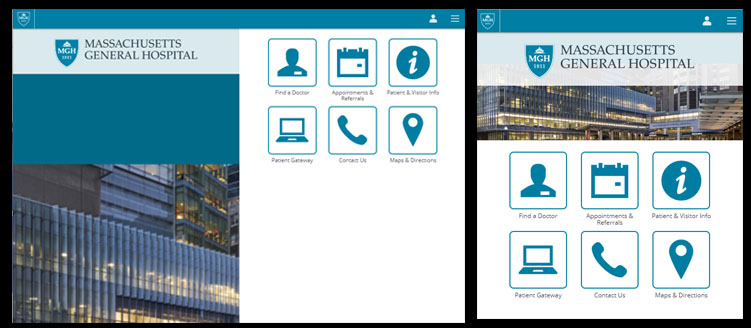 MGH
1811
MASSACHUSETTS
GENERAL HOSPITAL
Find a Doctor
Appointments &
Referrals
Patient & Visitor Info
Patient Gateway
Contact Us
Maps & Directions
MGH
1811
MASSACHUSETTS
GENERAL HOSPITAL
Find a Doctor
Appointments &
Referrals
Patient & Visitor Info
Patient Gateway
Contact Us
Maps & Directions